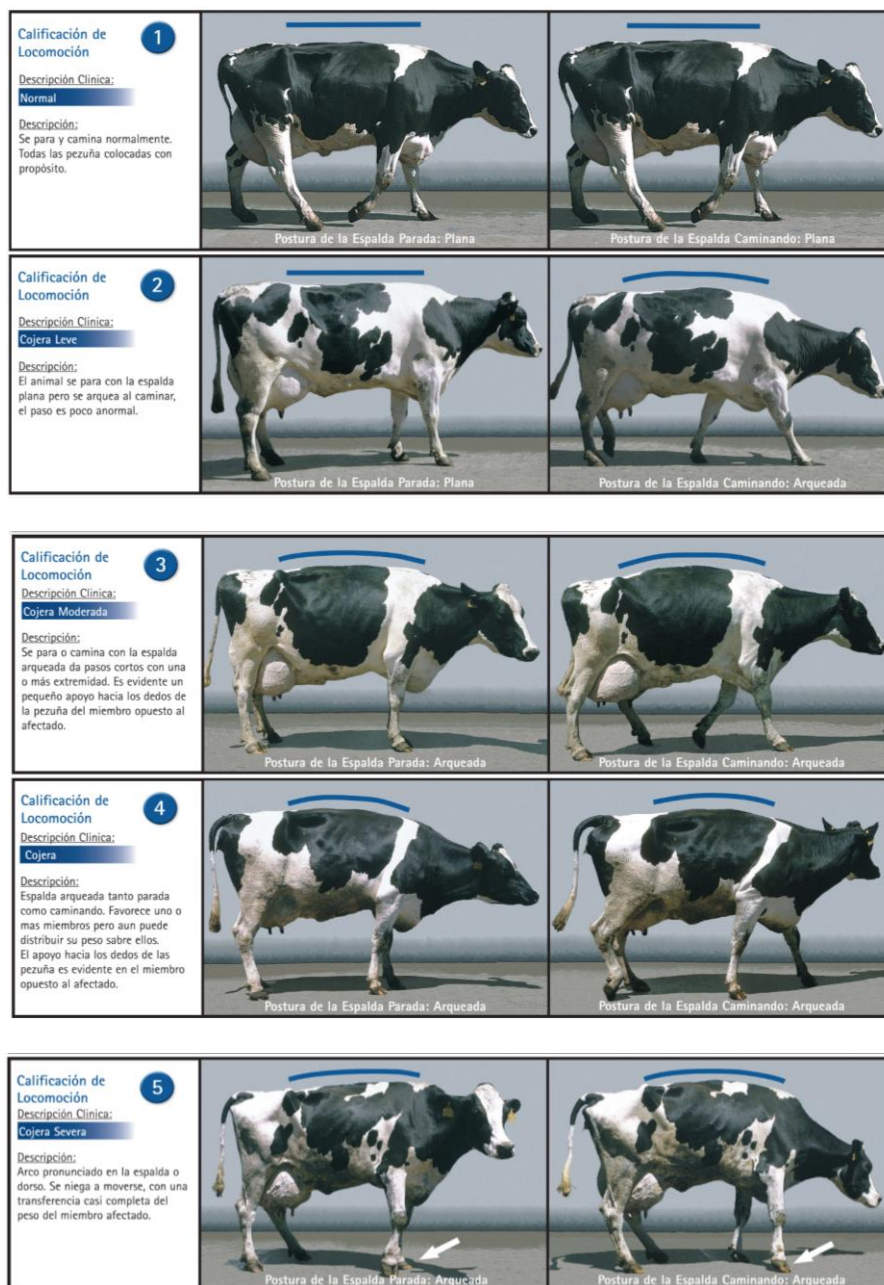 Calificación de
Locomoción
1
Descripción Clinica:
Normal
Descripción:
Se para y camina normalmente.
Todas las pezuña colocadas con
propósito.
Postura de la Espalda Parada: Plana
Postura de la Espalda Caminando: Plana
Calificación de
Locomoción
2
Descripción Clinica:
Cojera Leve
Descripción:
El animal se para con la espalda
plana pero se arquea al caminar,
el paso es poco anormal.
Postura de la Espalda Parada: Plana
Postura de la Espalda Caminando: Arqueada
Calificación de
Locomoción
3
Descripción Clinica:
Cojera Moderada
Descripción:
Se para o camina con la espalda
arqueada da pasos cortos con una
o más extremidad. Es evidente un
pequeño apoyo hacia los dedos de
la pezuña del miembro opuesto al
afectado.
Postura de la Espalda Parada: Arqueada
Postura de la Espalda Caminando: Arqueada
Calificación de
Locomoción
4
Descripción Clinica:
Cojera
Descripción:
Espalda arqueada tanto parada
como caminando. Favorece uno o
mas miembros pero aun puede
distribuir su peso sabre ellos.
El apoyo hacia los dedos de las
pezuña es evidente en el miembro
opuesto al afectado.
Postura de la Espalda Parada: Arqueada
Postura de la Espalda Caminando: Arqueada
Calificación de
Locomoción
5
Descripción Clinica:
Cojera Severa
Descripción:
Arco pronunciado en la espalda o
dorso. Se niega a moverse, con una
transferencia casi completa del
peso del miembro afectado.
Postura de la Espalda Parada: Arqueada
Postura de la Espalda Caminando: Arqueada